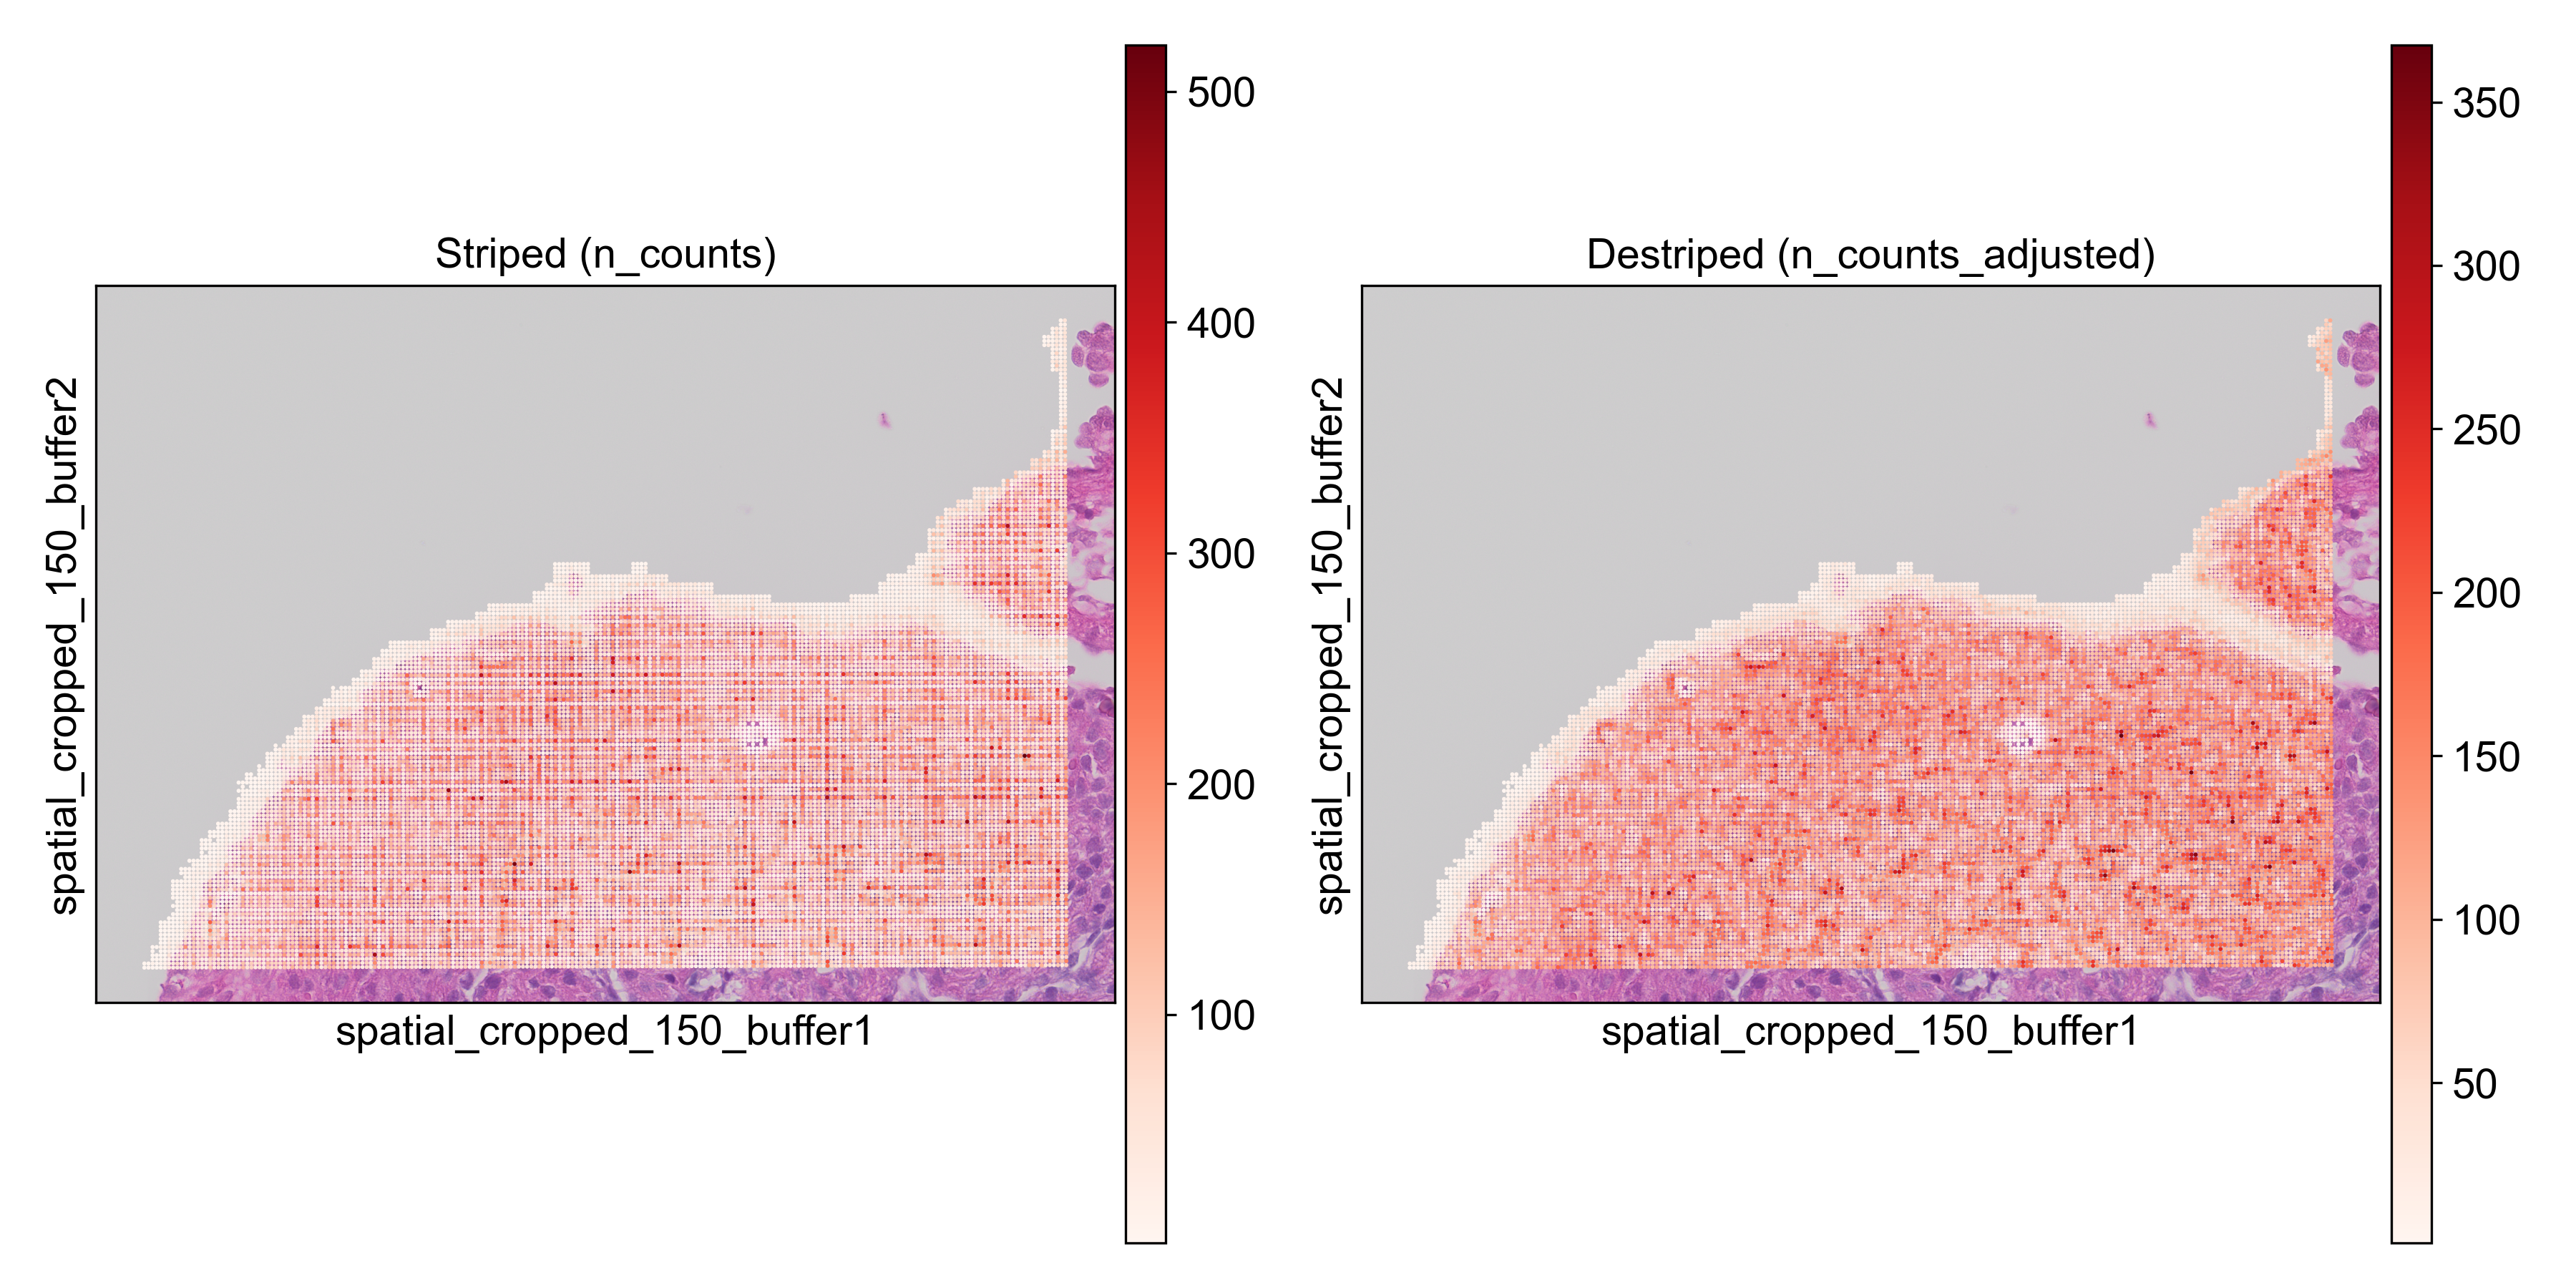 Striped (n_counts)
spatial_cropped_150_buffer2
spatial_cropped_150_buffer1
500
400
300
200
100
Destriped (n_counts_adjusted)
spatial_cropped_150_buffer2
spatial_cropped_150_buffer1
350
300
250
200
150
100
50